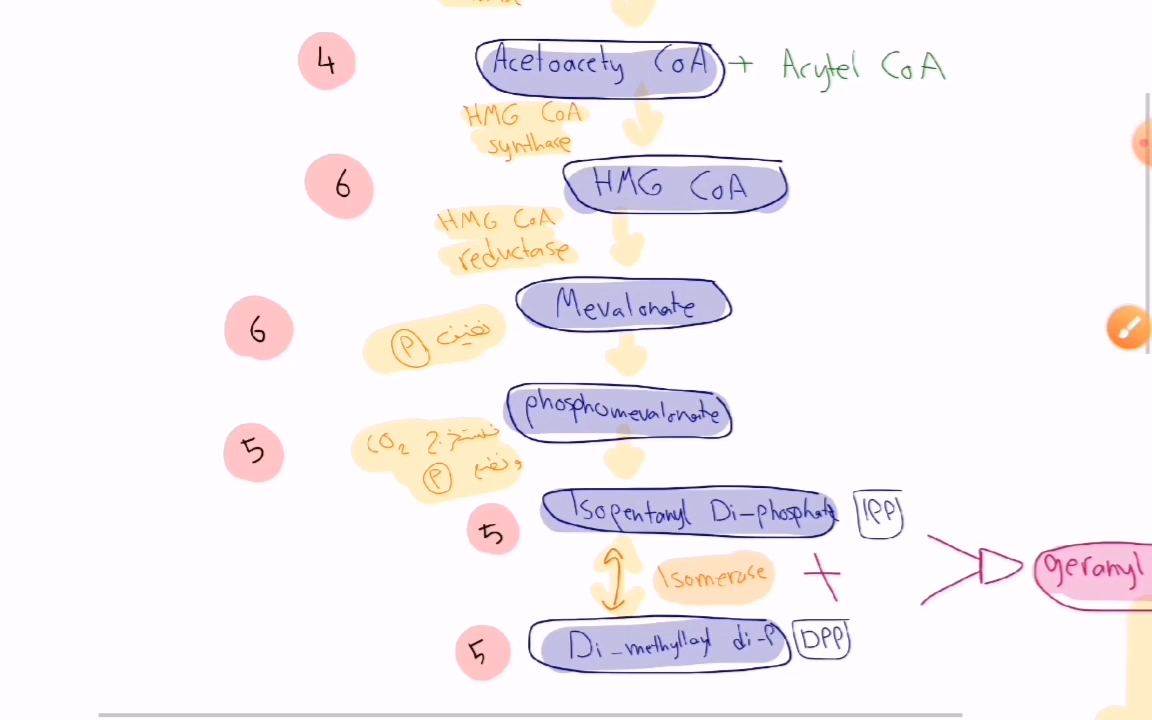 4
Acetoacety CoA + Acytel CoA
HMG CoA
synthase
6
HMG CoA
HMG CoA
reductase
6
Mevalonate
نضيف P
phosphomevalonate
5
نستخرج CO2
ونضع P
Isopentanyl Di-phosphate IPP
5
Isomerase +
geranyl
5
Di-methyllayl di-P DPP